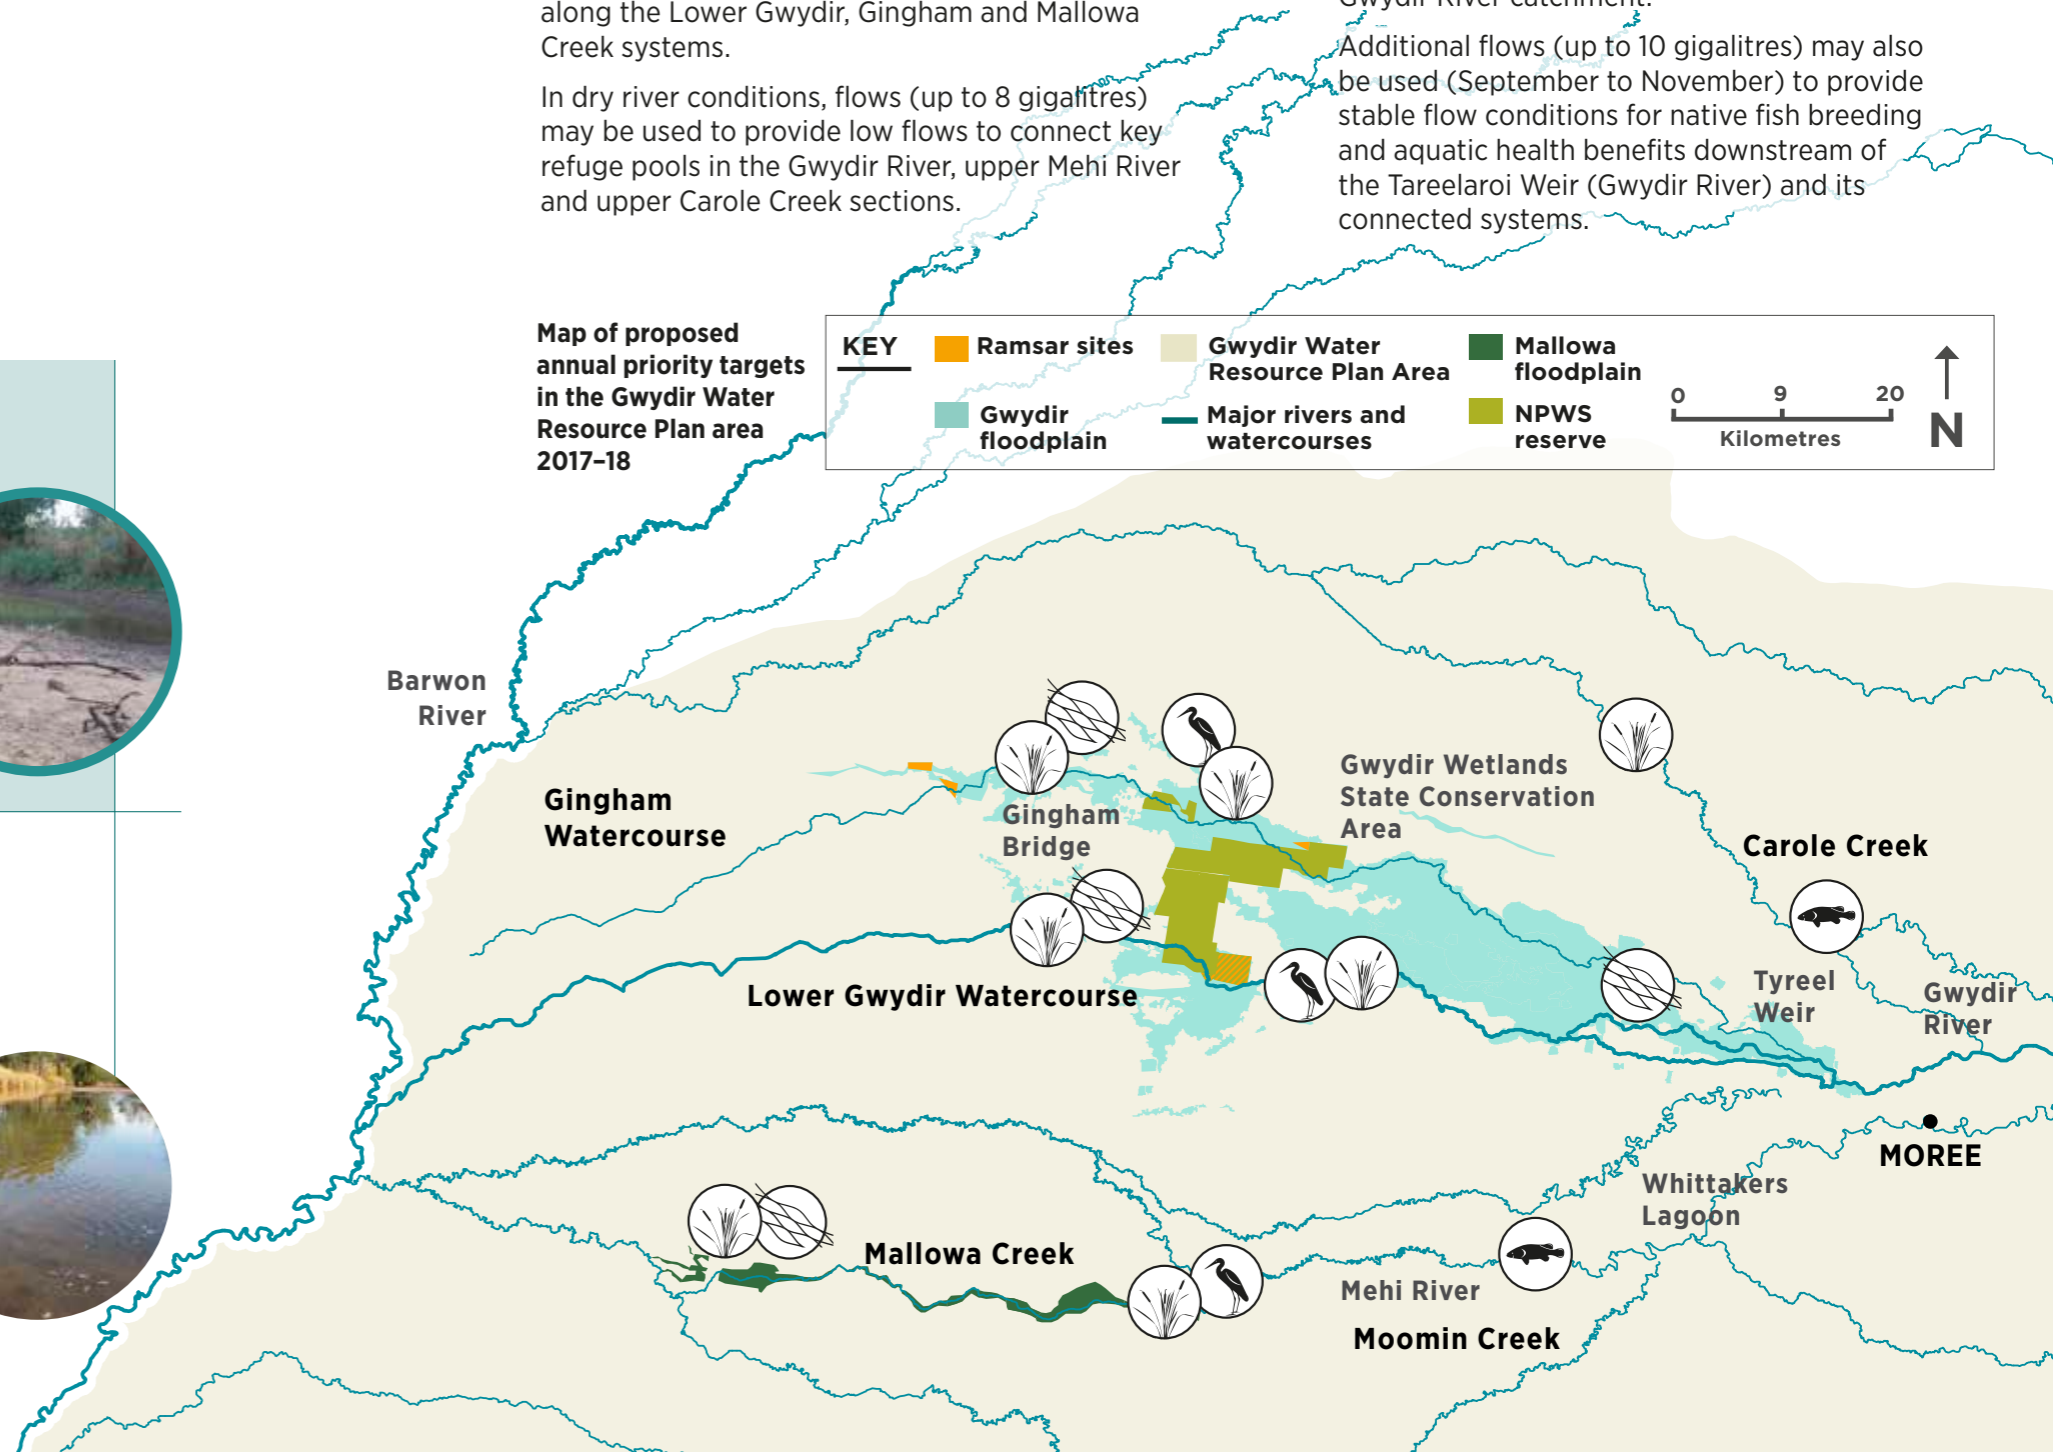 along the Lower Gwydir, Gingham and Mallowa
Creek systems.
In dry river conditions, flows (up to 8 gigalitres)
may be used to provide low flows to connect key
refuge pools in the Gwydir River, upper Mehi River
and upper Carole Creek sections.
Gwydir River catchment.
Additional flows (up to 10 gigalitres) may also
be used (September to November) to provide
stable flow conditions for native fish breeding
and aquatic health benefits downstream of
the Tareelaroi Weir (Gwydir River) and its
connected systems.
Map of proposed
annual priority targets
in the Gwydir Water
Resource Plan area
2017–18
KEY
Ramsar sites
Gwydir
floodplain
Gwydir Water
Resource Plan Area
Major rivers and
watercourses
Mallowa
floodplain
NPWS
reserve
0 9 20
Kilometres
N
Barwon
River
Gingham
Watercourse
Gingham
Bridge
Gwydir Wetlands
State Conservation
Area
Carole Creek
Lower Gwydir Watercourse
Tyreel
Weir
Gwydir
River
MOREE
Whittakers
Lagoon
Mallowa Creek
Mehi River
Moomin Creek